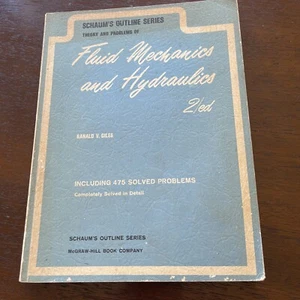 SCHAUM'S OUTLINE SERIES
THEORY AND PROBLEMS OF
Fluid Mechanics
and Hydraulics
2/ed
RANALD V. GILES
INCLUDING 475 SOLVED PROBLEMS
Completely Solved in Detail
SCHAUM'S OUTLINE SERIES
McGRAW-HILL BOOK COMPANY